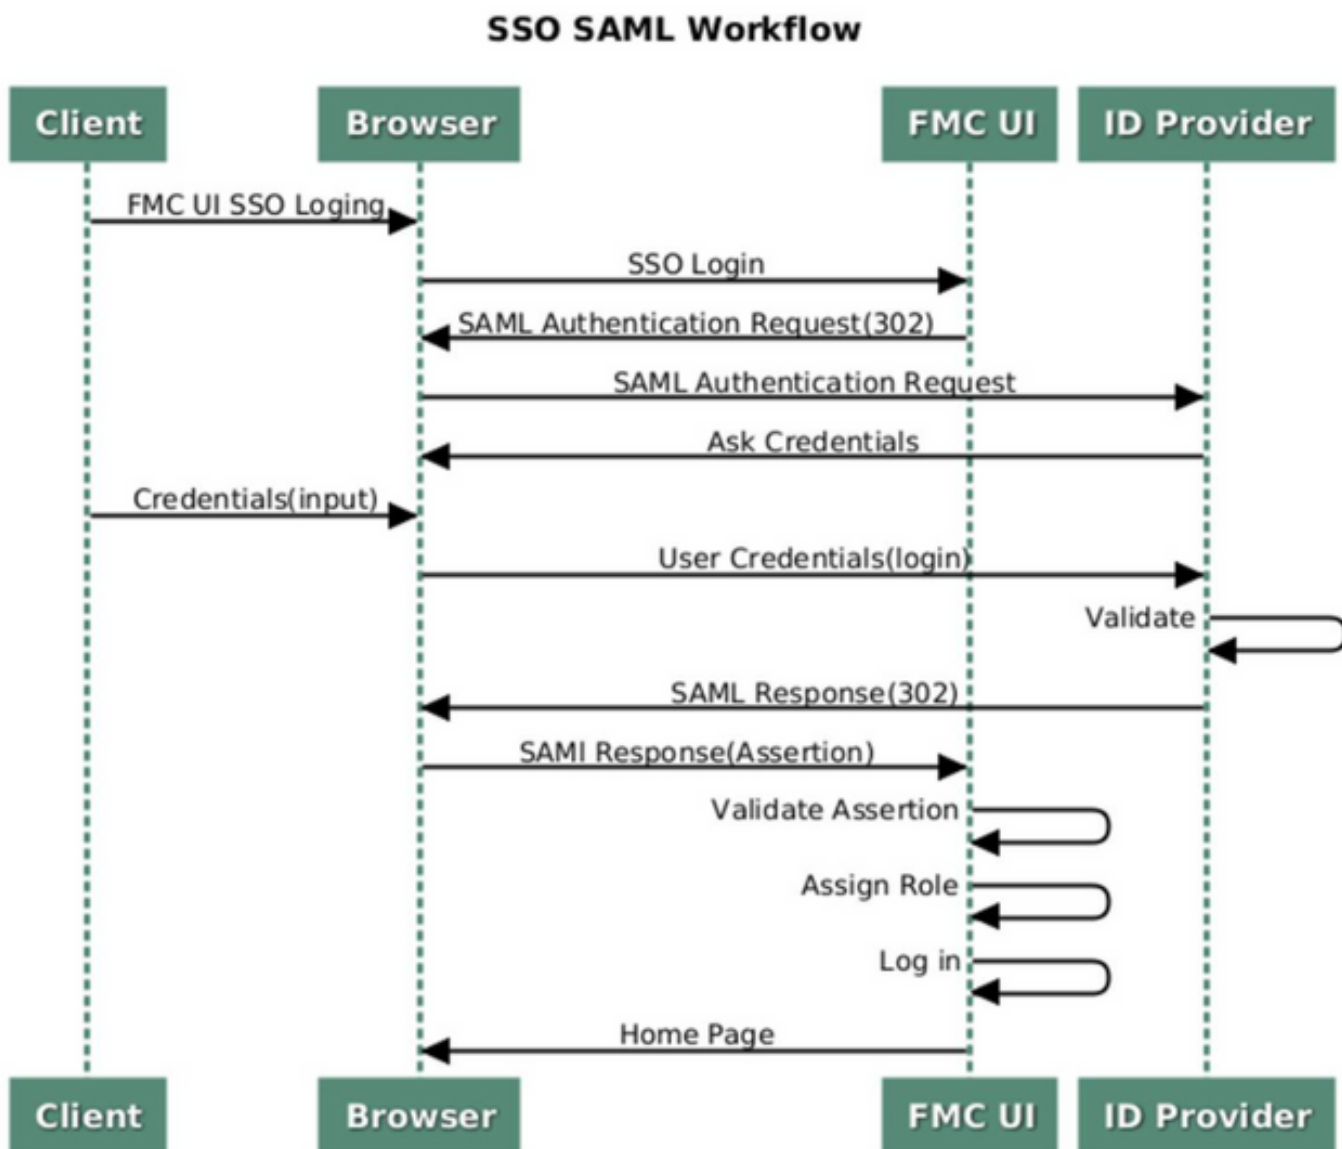 SSO SAML Workflow
Client Browser FMC UI ID Provider
FMC UI SSO Loging
SSO Login
SAML Authentication Request(302)
SAML Authentication Request
Ask Credentials
Credentials(input)
User Credentials(login)
Validate
SAML Response(302)
SAMl Response(Assertion)
Validate Assertion
Assign Role
Log in
Home Page
Client Browser FMC UI ID Provider